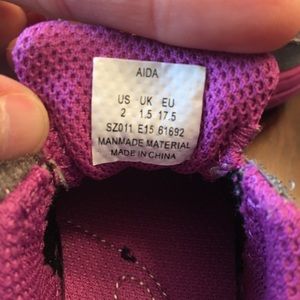 AIDA
US UK EU
2 1.5 17.5
SZ011 E15 61692
MANMADE MATERIAL
MADE IN CHINA